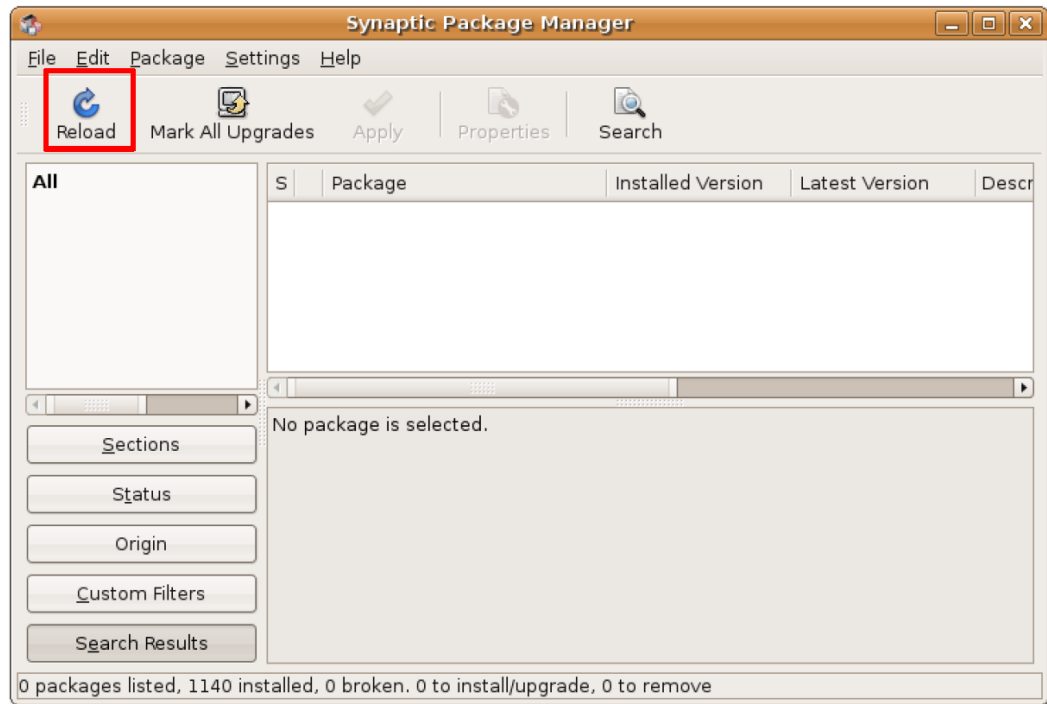 Synaptic Package Manager
File Edit Package Settings Help
Reload Mark All Upgrades Apply Properties Search
All
S Package Installed Version Latest Version Descr
No package is selected.
Sections
Status
Origin
Custom Filters
Search Results
0 packages listed, 1140 installed, 0 broken. 0 to install/upgrade, 0 to remove